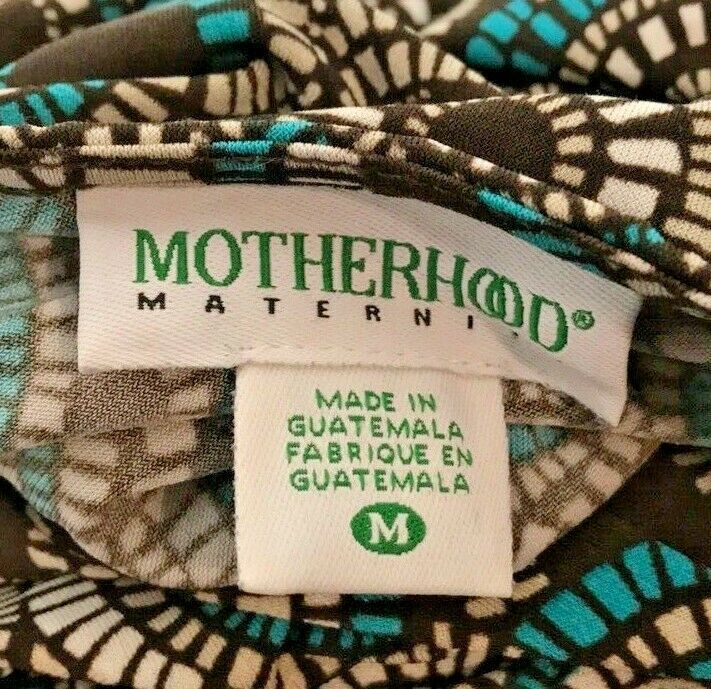 MOTHERHOOD®
MATERNI
MADE IN
GUATEMALA
FABRIQUE EN
GUATEMALA
M